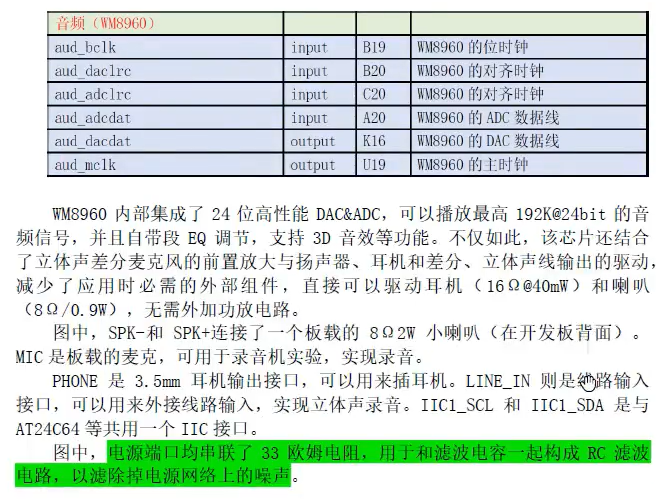 音频（WM8960）
aud_bclk input B19 WM8960 的位时钟
aud_daclrc input B20 WM8960 的对齐时钟
aud_adclrc input C20 WM8960 的对齐时钟
aud_adcdat input A20 WM8960 的 ADC 数据线
aud_dacdat output K16 WM8960 的 DAC 数据线
aud_mclk output U19 WM8960 的主时钟
WM8960 内部集成了 24 位高性能 DAC&ADC，可以播放最高 192K@24bit 的音
频信号，并且自带段 EQ 调节，支持 3D 音效等功能。不仅如此，该芯片还结合
了立体声差分麦克风的前置放大与扬声器、耳机和差分、立体声线输出的驱动，
减少了应用时必需的外部组件，直接可以驱动耳机（16Ω@40mW）和喇叭
（8Ω/0.9W），无需外加功放电路。
图中，SPK-和 SPK+连接了一个板载的 8Ω2W 小喇叭（在开发板背面）。
MIC 是板载的麦克，可用于录音机实验，实现录音。
PHONE 是 3.5mm 耳机输出接口，可以用来插耳机。LINE_IN 则是线路输入
接口，可以用来外接线路输入，实现立体声录音。IIC1_SCL 和 IIC1_SDA 是与
AT24C64 等共用一个 IIC 接口。
图中，电源端口均串联了 33 欧姆电阻，用于和滤波电容一起构成 RC 滤波
电路，以滤除掉电源网络上的噪声。